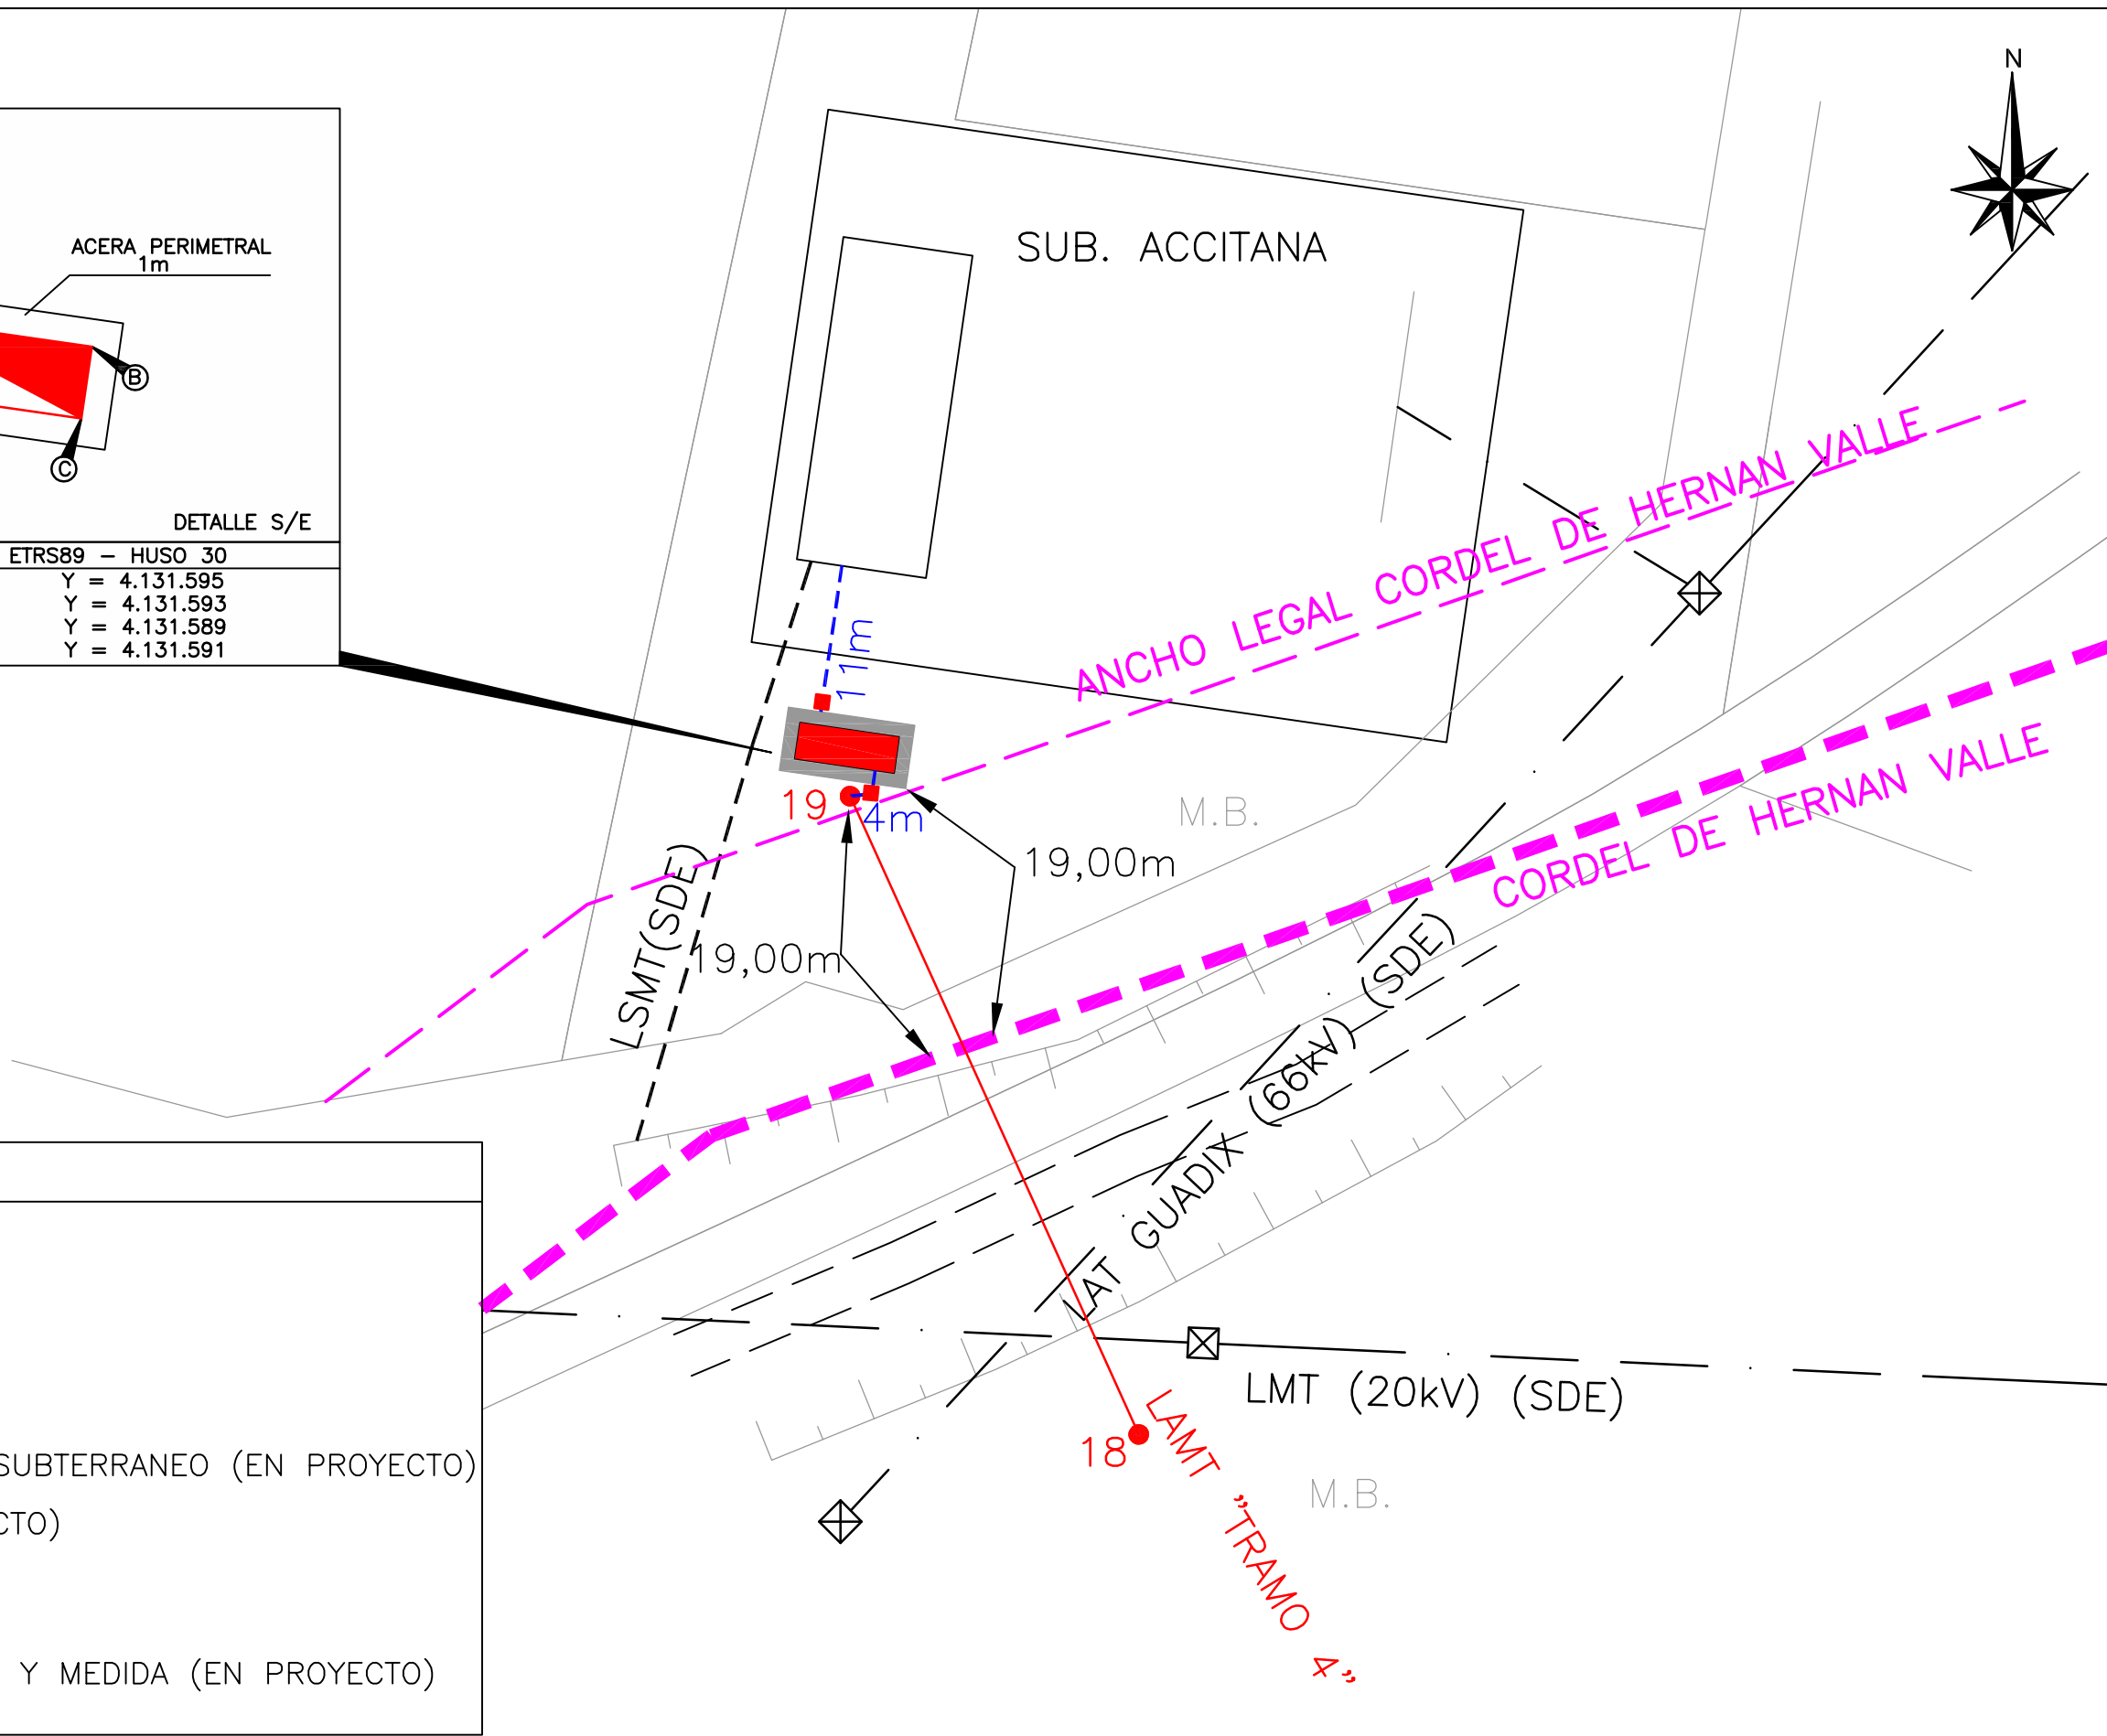 N
ACERA PERIMETRAL
1m
B
C
DETALLE S/E
ETRS89 - HUSO 30
Y = 4.131.595
Y = 4.131.593
Y = 4.131.589
Y = 4.131.591
SUB. ACCITANA
ANCHO LEGAL CORDEL DE HERNAN VALLE
11m
19
4m
M.B.
19,00m
19,00m
LSMT(SDE)
CORDEL DE HERNAN VALLE
LAT GUADIX (66kV) (SDE)
LMT (20kV) (SDE)
18
LAMT "TRAMO 4"
M.B.
SUBTERRANEO (EN PROYECTO)
CTO)
Y MEDIDA (EN PROYECTO)